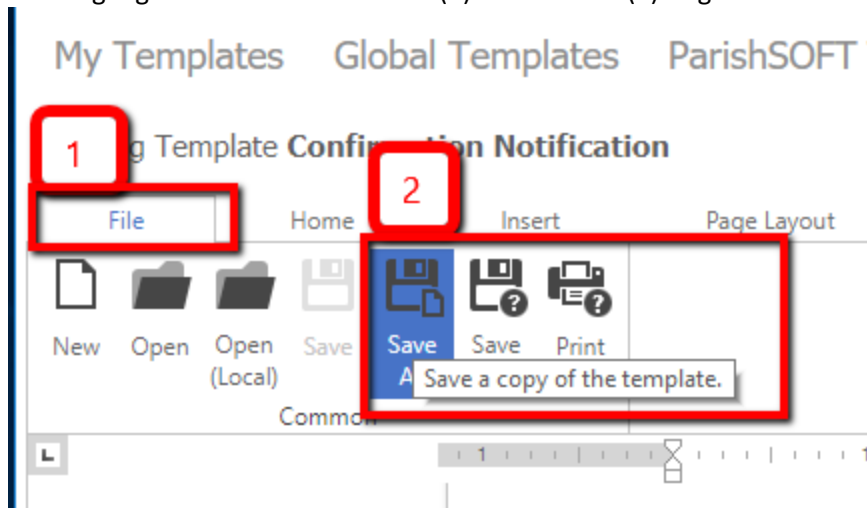 My Templates Global Templates ParishSOFT
1
g Template Confirmation Notification
2
File Home Insert Page Layout
New Open Open Save Save Save Print
(Local) A
Save a copy of the template.
Common
L 1 1